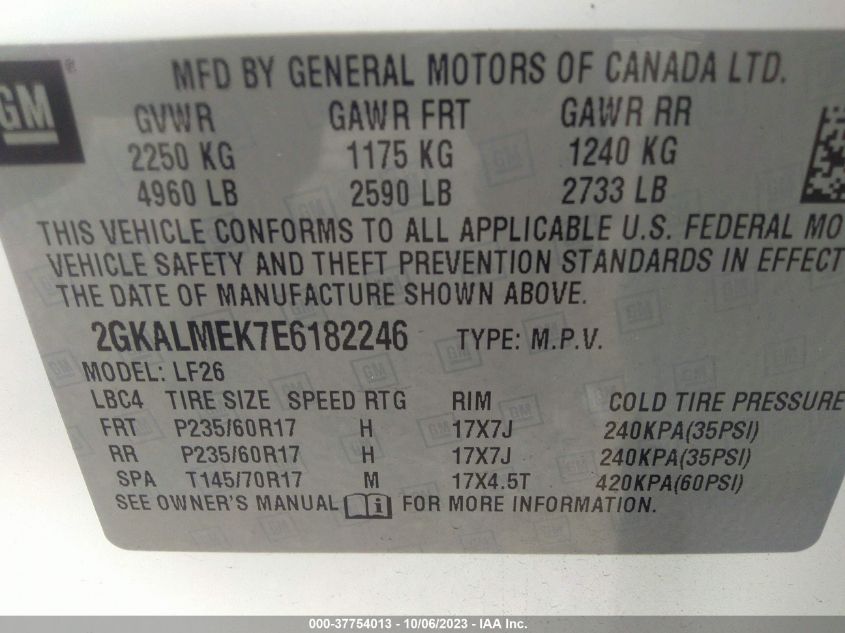 GM ®
MFD BY GENERAL MOTORS OF CANADA LTD.
GVWR GAWR FRT GAWR RR
2250 KG 1175 KG 1240 KG
4960 LB 2590 LB 2733 LB
THIS VEHICLE CONFORMS TO ALL APPLICABLE U.S. FEDERAL MO
VEHICLE SAFETY AND THEFT PREVENTION STANDARDS IN EFFECT
THE DATE OF MANUFACTURE SHOWN ABOVE.
2GKALMEK7E6182246 TYPE: M.P.V.
MODEL: LF26
LBC4 TIRE SIZE SPEED RTG RIM COLD TIRE PRESSURE
FRT P235/60R17 H 17X7J 240KPA(35PSI)
RR P235/60R17 H 17X7J 240KPA(35PSI)
SPA T145/70R17 M 17X4.5T 420KPA(60PSI)
SEE OWNER'S MANUAL i FOR MORE INFORMATION.
000-37754013 - 10/06/2023 - IAA Inc.